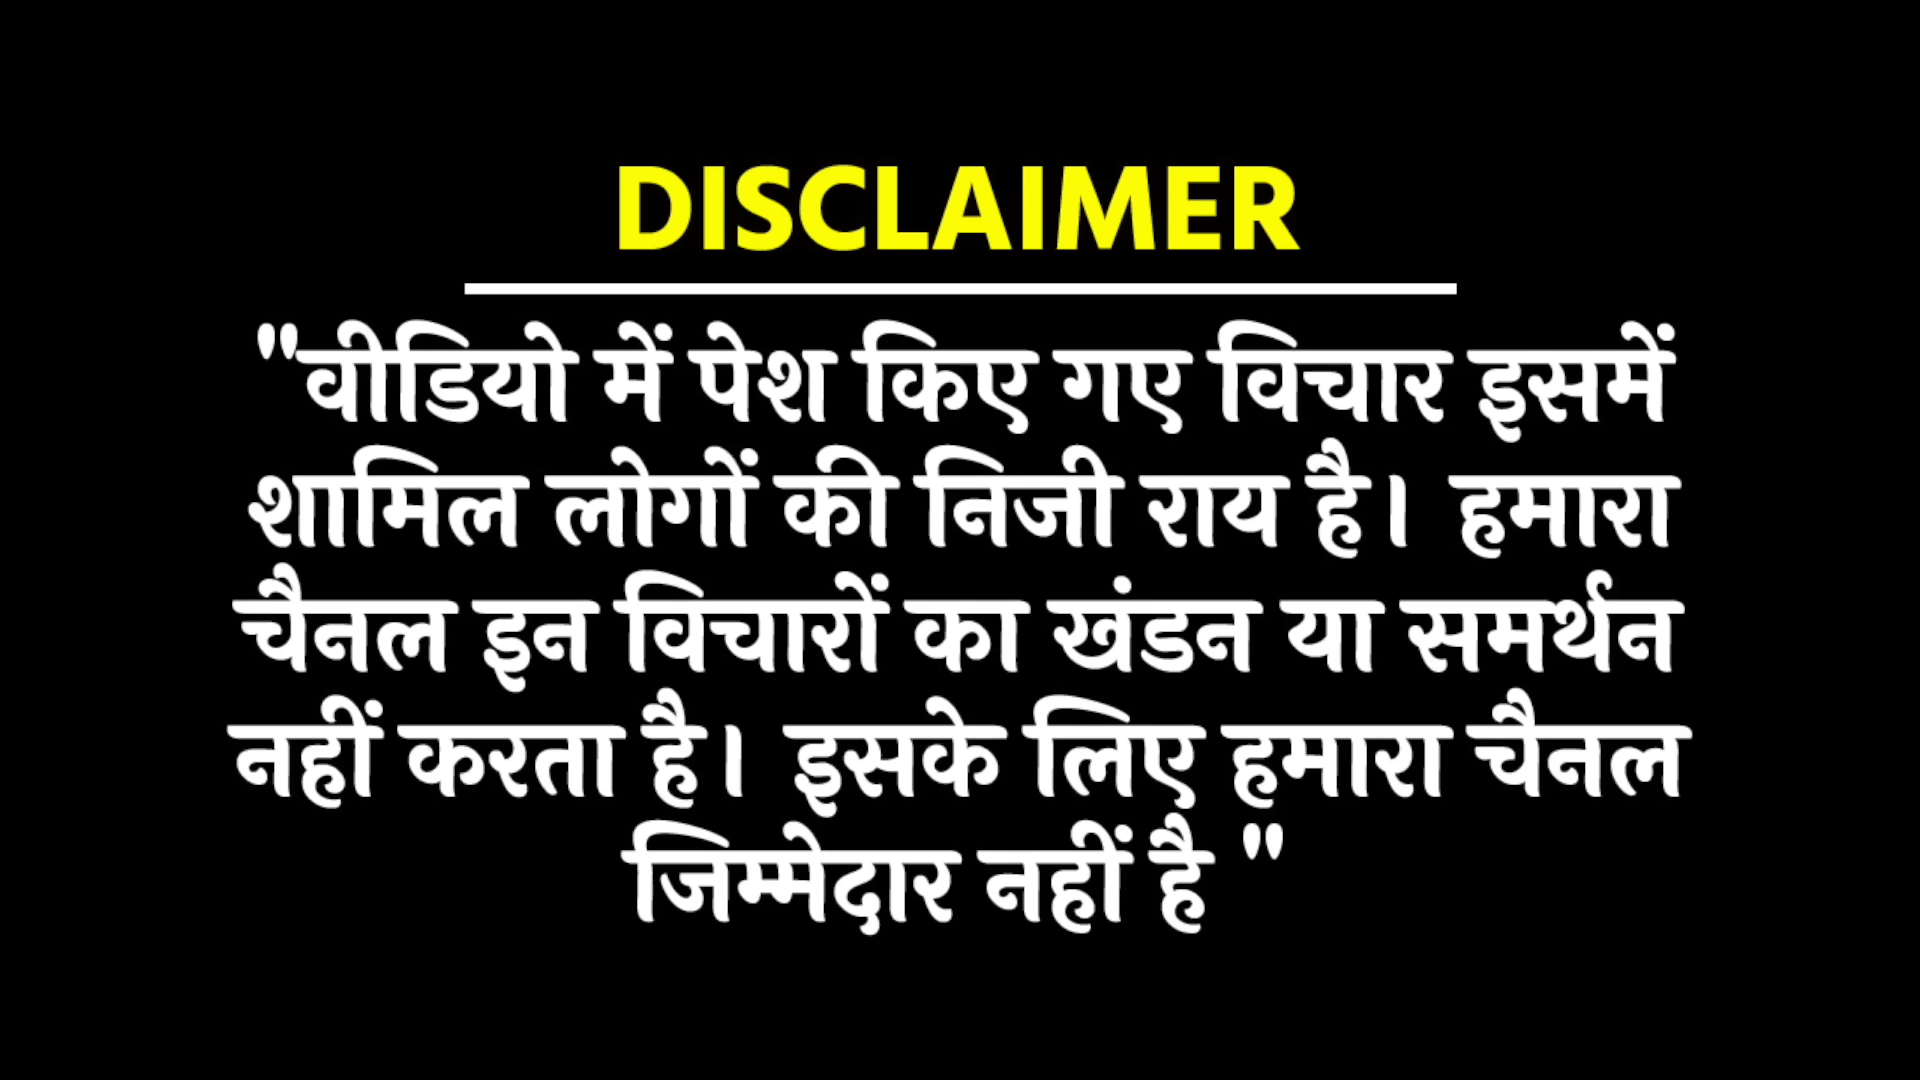 DISCLAIMER
"वीडियो में पेश किए गए विचार इसमें
शामिल लोगों की निजी राय है। हमारा
चैनल इन विचारों का खंडन या समर्थन
नहीं करता है। इसके लिए हमारा चैनल
जिम्मेदार नहीं है "